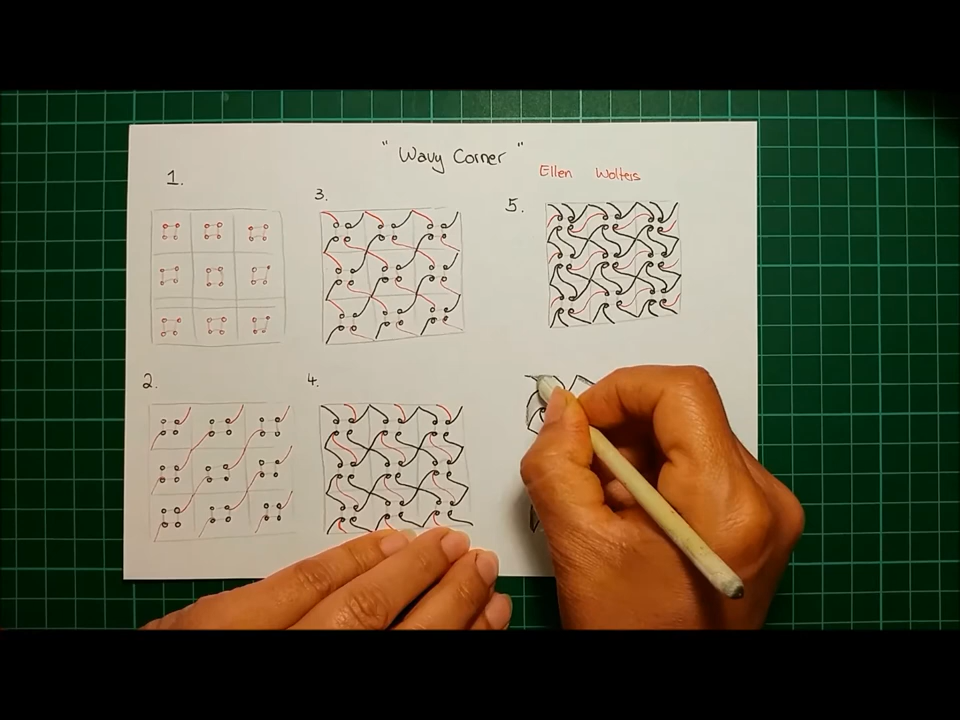 " Wavy Corner "
Ellen Wolters
1.
3.
5.
2.
4.